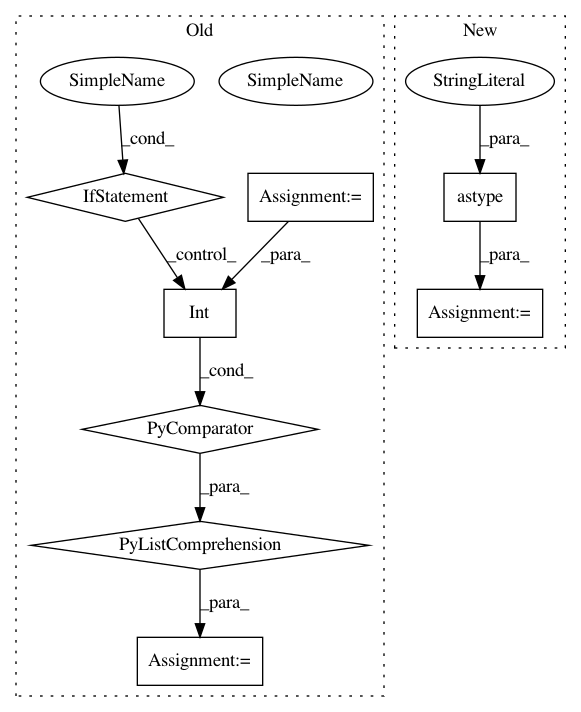 Old
New
SimpleName
SimpleName
StringLiteral
_cond_
_para_
IfStatement
Assignment:=
astype
_control_
_para_
_para_
Int
Assignment:=
_cond_
PyComparator
_para_
PyListComprehension
_para_
Assignment:=